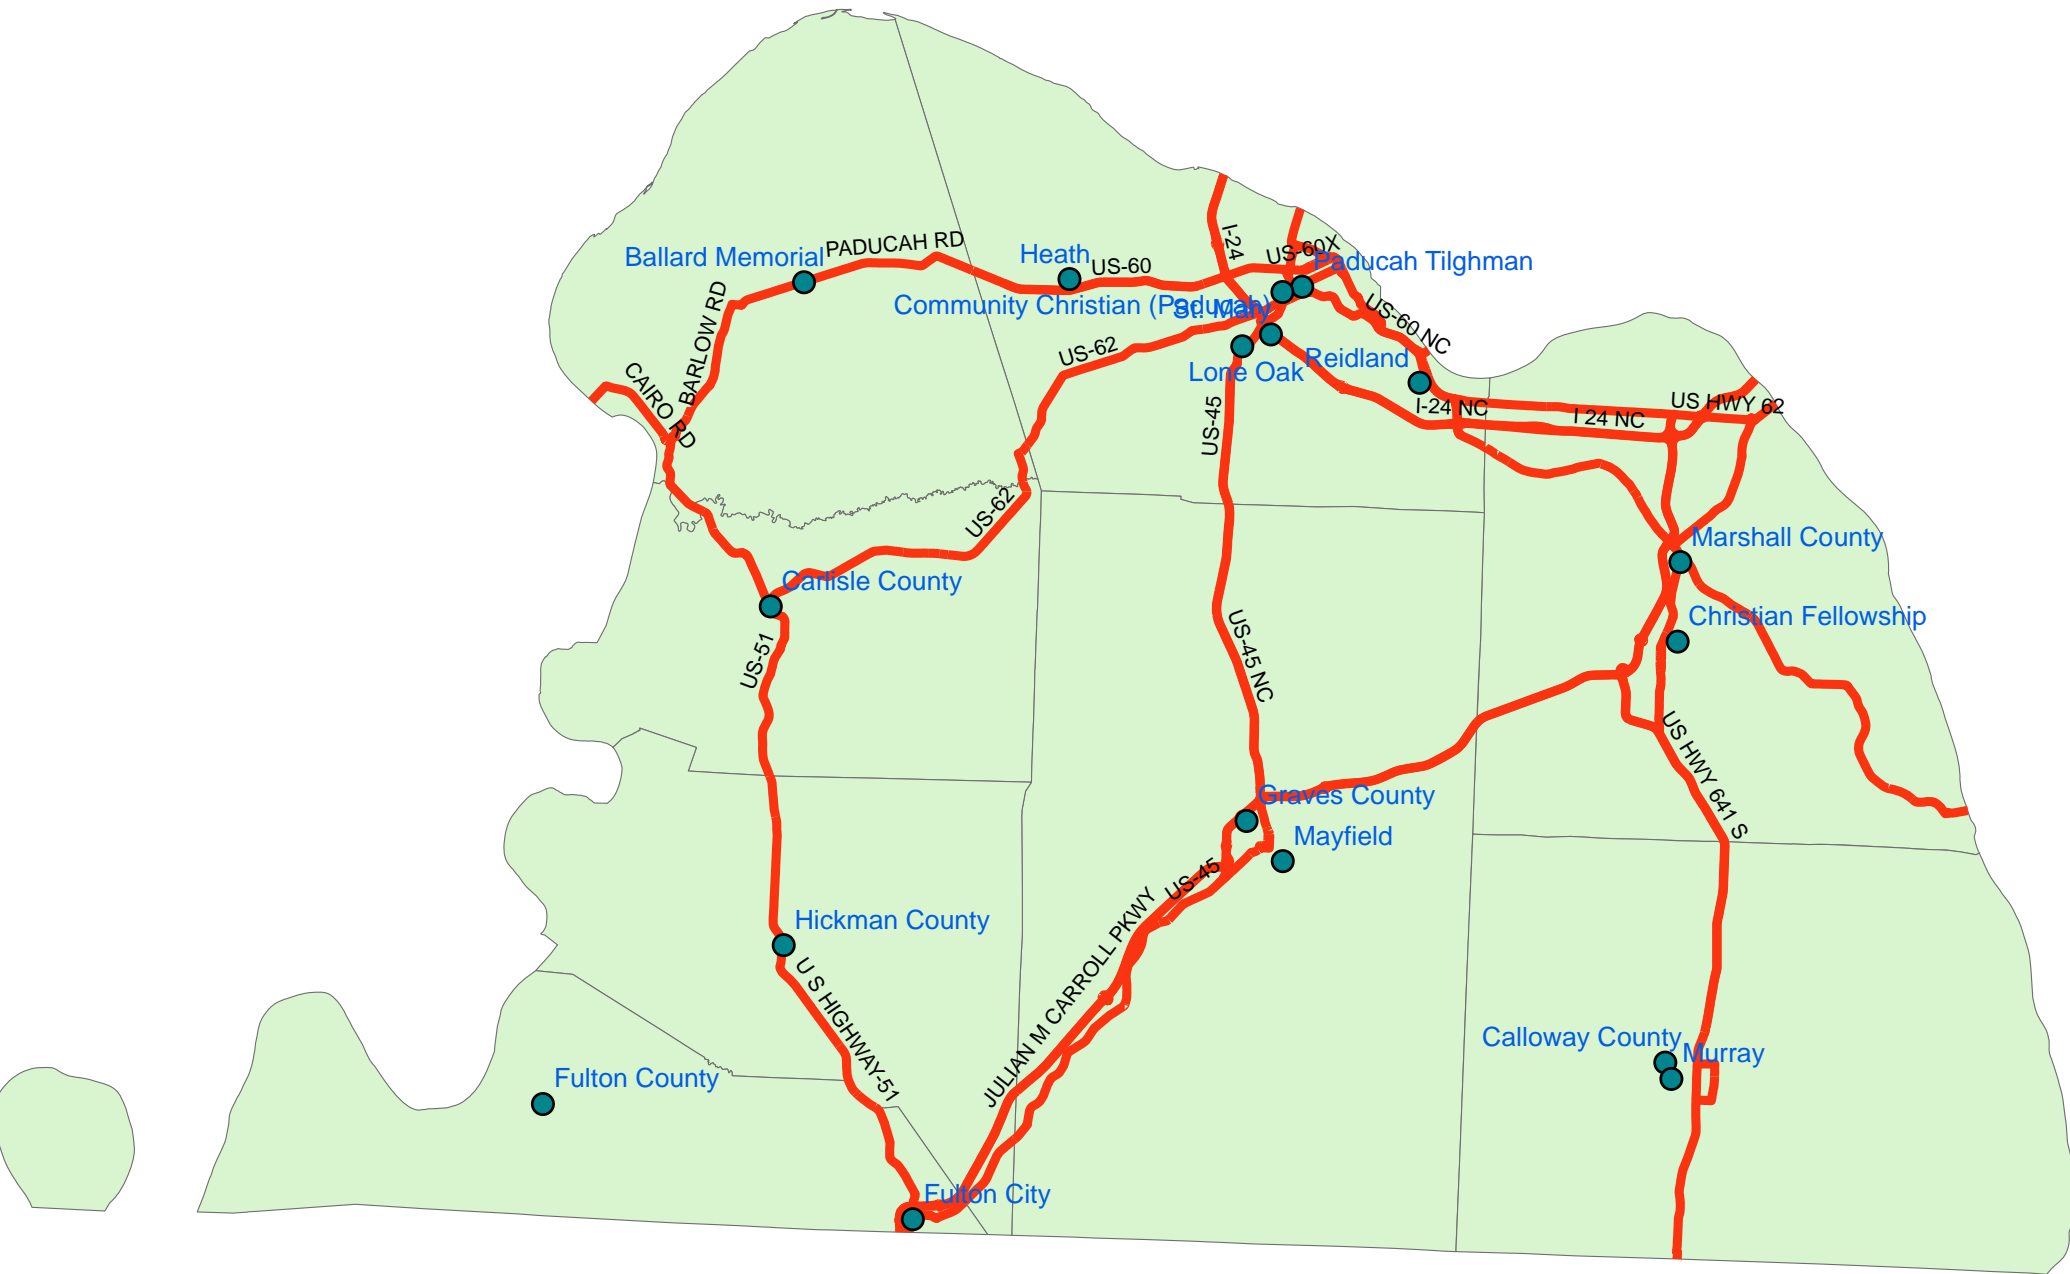 I-24
US-60X
PADUCAH RD
Ballard Memorial
Heath
US-60
Paducah Tilghman
Community Christian (Paducah)
St. Mary
BARLOW RD
US-60 NC
US-62
Reidland
Lone Oak
CAIRO RD
US-45
I-24 NC
I 24 NC
US HWY 62
US-62
Marshall County
Carlisle County
Christian Fellowship
US-51
US-45 NC
US HWY 641 S
Graves County
Mayfield
US-45
Hickman County
JULIAN M CARROLL PKWY
U S HIGHWAY-51
Calloway County
Murray
Fulton County
Fulton City